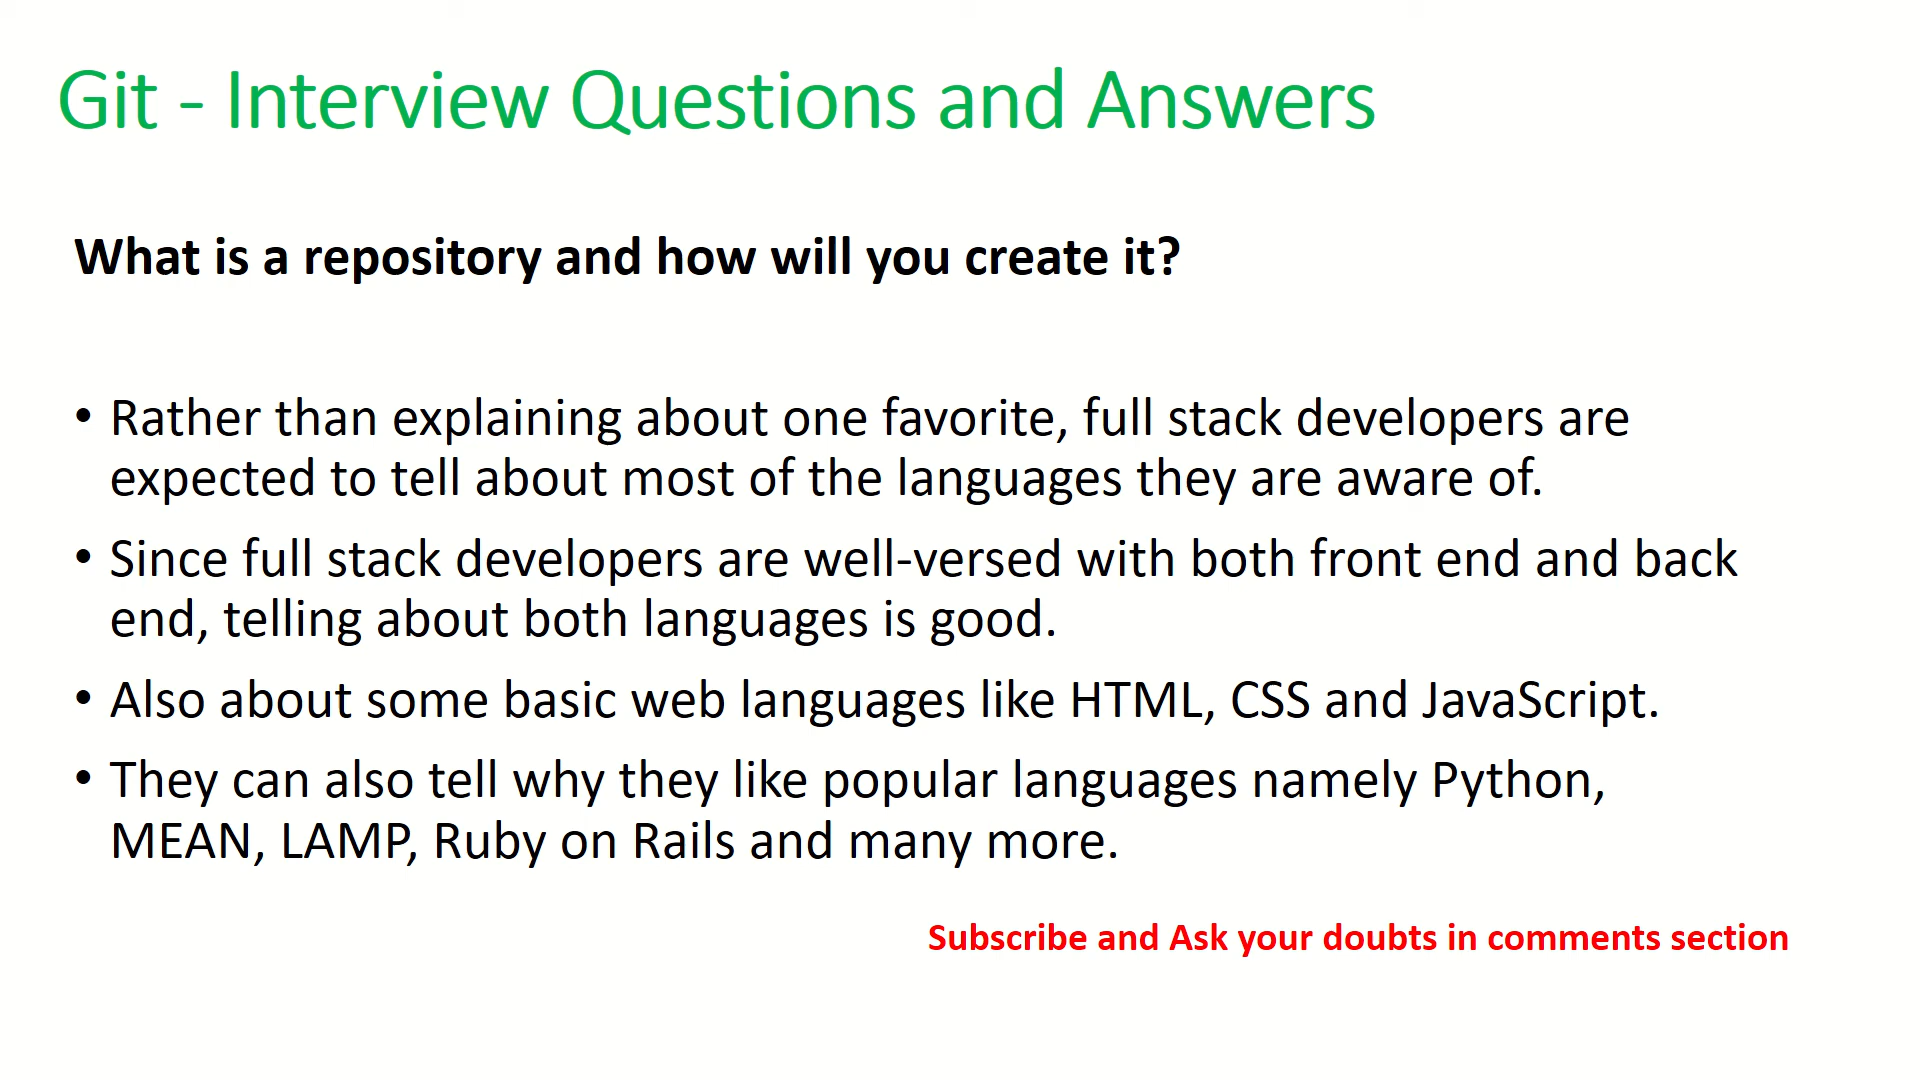 Git - Interview Questions and Answers
What is a repository and how will you create it?
• Rather than explaining about one favorite, full stack developers are
expected to tell about most of the languages they are aware of.
• Since full stack developers are well-versed with both front end and back
end, telling about both languages is good.
• Also about some basic web languages like HTML, CSS and JavaScript.
• They can also tell why they like popular languages namely Python,
MEAN, LAMP, Ruby on Rails and many more.
Subscribe and Ask your doubts in comments section